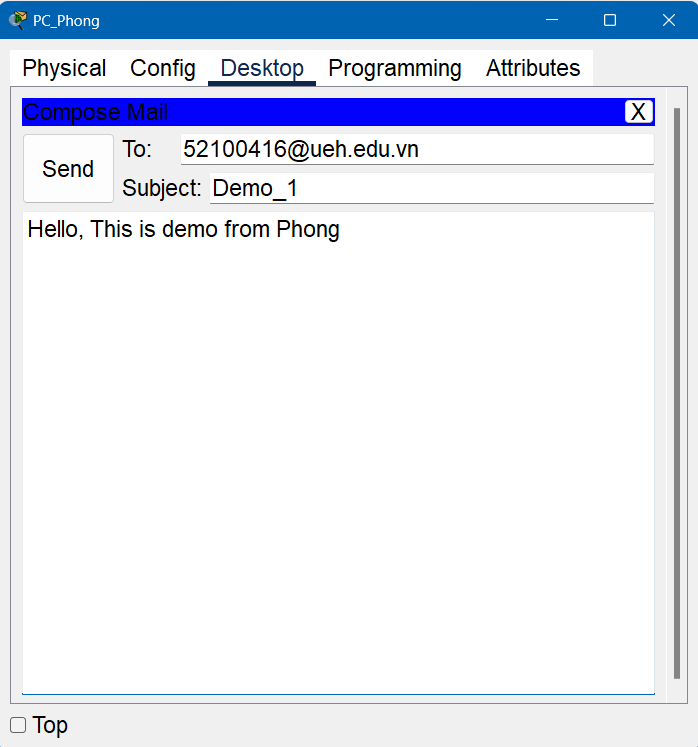 PC_Phong
Physical Config Desktop Programming Attributes
Compose Mail X
Send
To: 52100416@ueh.edu.vn
Subject: Demo_1
Hello, This is demo from Phong
Top